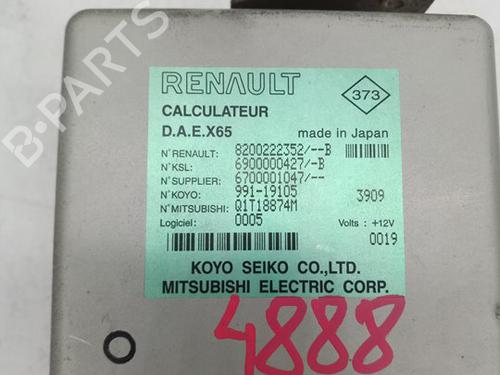 RENAULT
373
CALCULATEUR
D.A.E.X65
made in Japan
N°RENAULT: 8200222352/--B
N°KSL: 6900000427/-B
N°SUPPLIER: 6700001047/--
N°KOYO: 991-19105 3909
N°MITSUBISHI: Q1T18874M
Logiciel: 0005 Volts : +12V
0019
KOYO SEIKO CO.,LTD.
MITSUBISHI ELECTRIC CORP.
4888
B-PARTS